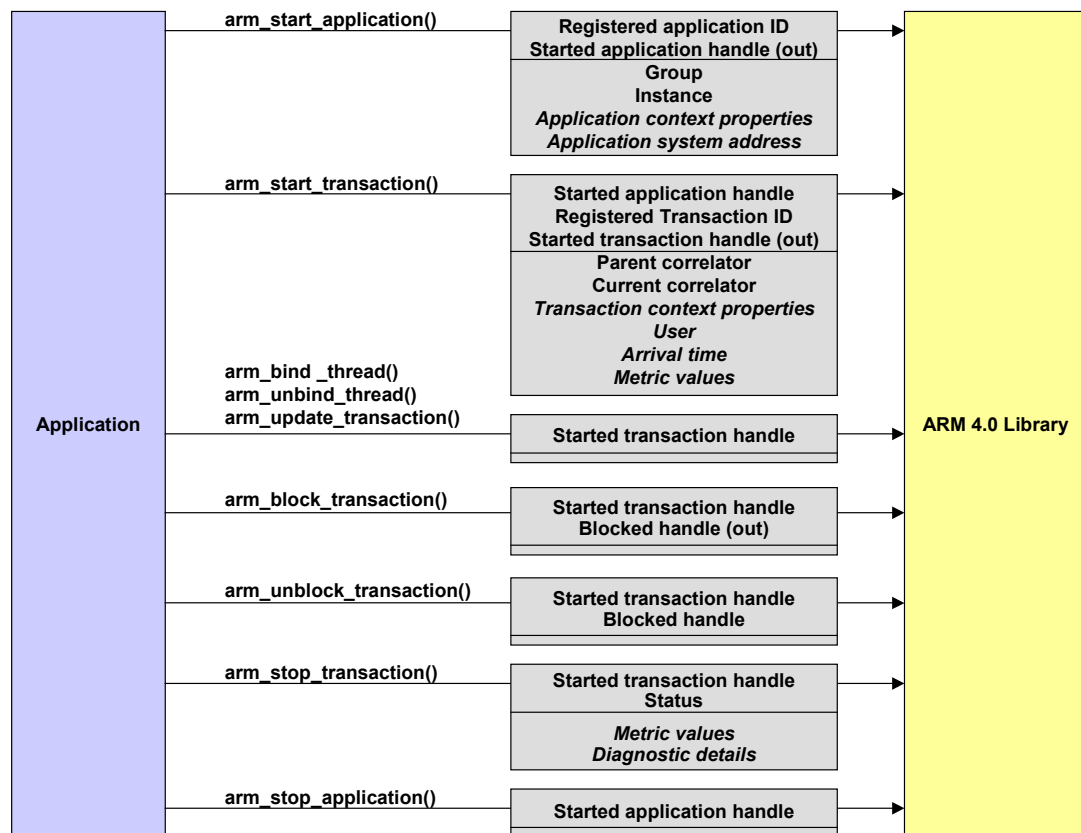 arm_start_application()
Registered application ID
Started application handle (out)
Group
Instance
Application context properties
Application system address
arm_start_transaction()
Started application handle
Registered Transaction ID
Started transaction handle (out)
Parent correlator
Current correlator
Transaction context properties
User
Arrival time
Metric values
arm_bind _thread()
arm_unbind_thread()
arm_update_transaction()
Application
Started transaction handle
ARM 4.0 Library
arm_block_transaction()
Started transaction handle
Blocked handle (out)
arm_unblock_transaction()
Started transaction handle
Blocked handle
arm_stop_transaction()
Started transaction handle
Status
Metric values
Diagnostic details
arm_stop_application()
Started application handle